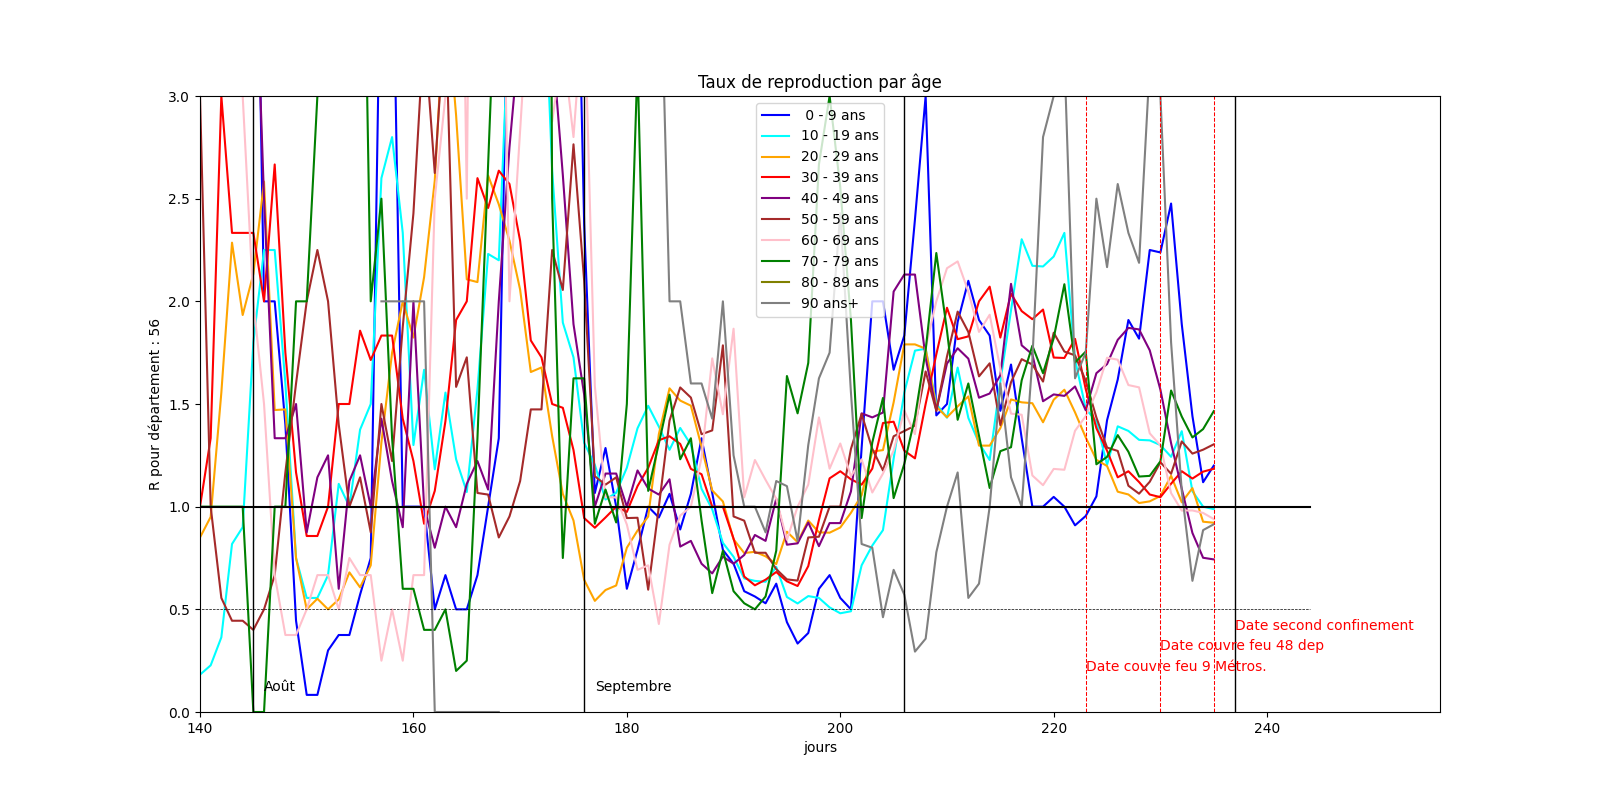 Taux de reproduction par âge
R pour département : 56
3.0
2.5
2.0
1.5
1.0
0.5
0.0
0 - 9 ans
10 - 19 ans
20 - 29 ans
30 - 39 ans
40 - 49 ans
50 - 59 ans
60 - 69 ans
70 - 79 ans
80 - 89 ans
90 ans+
Date second confinement
Date couvre feu 48 dep
Date couvre feu 9 Métros.
Août
Septembre
140 160 180 200 220 240
jours